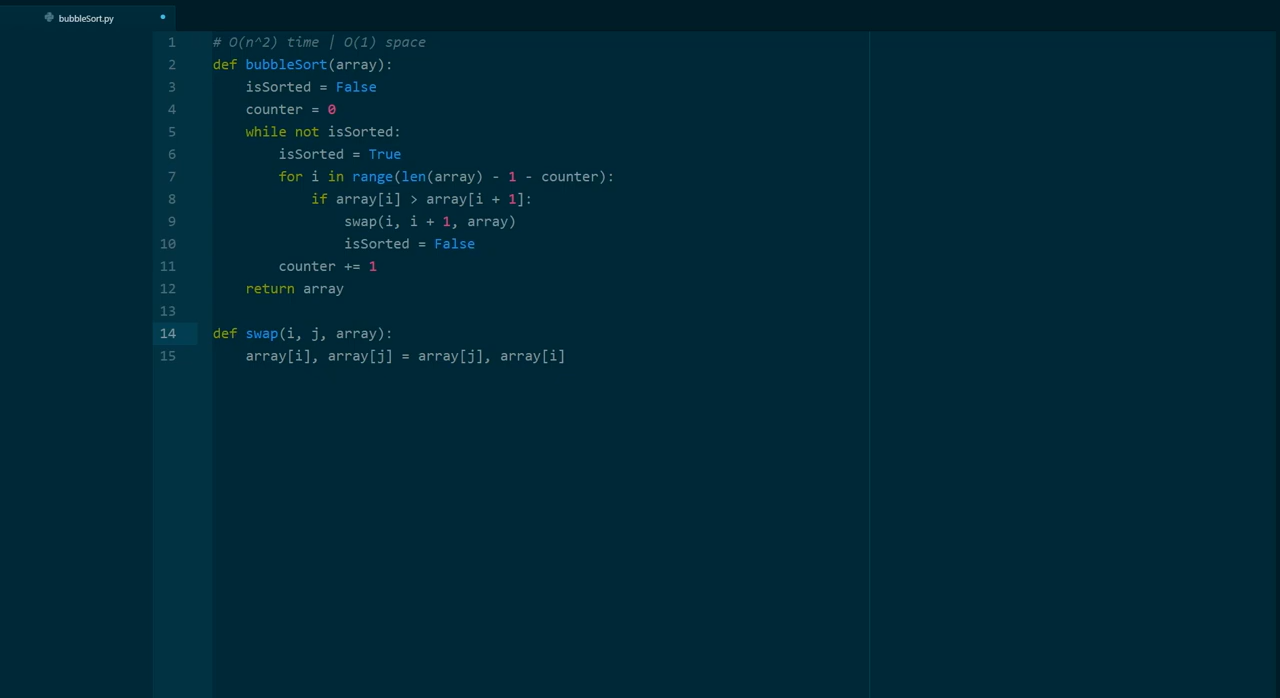 bubbleSort.py
1 # O(n^2) time | O(1) space
2 def bubbleSort(array):
3     isSorted = False
4     counter = 0
5     while not isSorted:
6         isSorted = True
7         for i in range(len(array) - 1 - counter):
8             if array[i] > array[i + 1]:
9                 swap(i, i + 1, array)
10                 isSorted = False
11         counter += 1
12     return array
13
14 def swap(i, j, array):
15     array[i], array[j] = array[j], array[i]